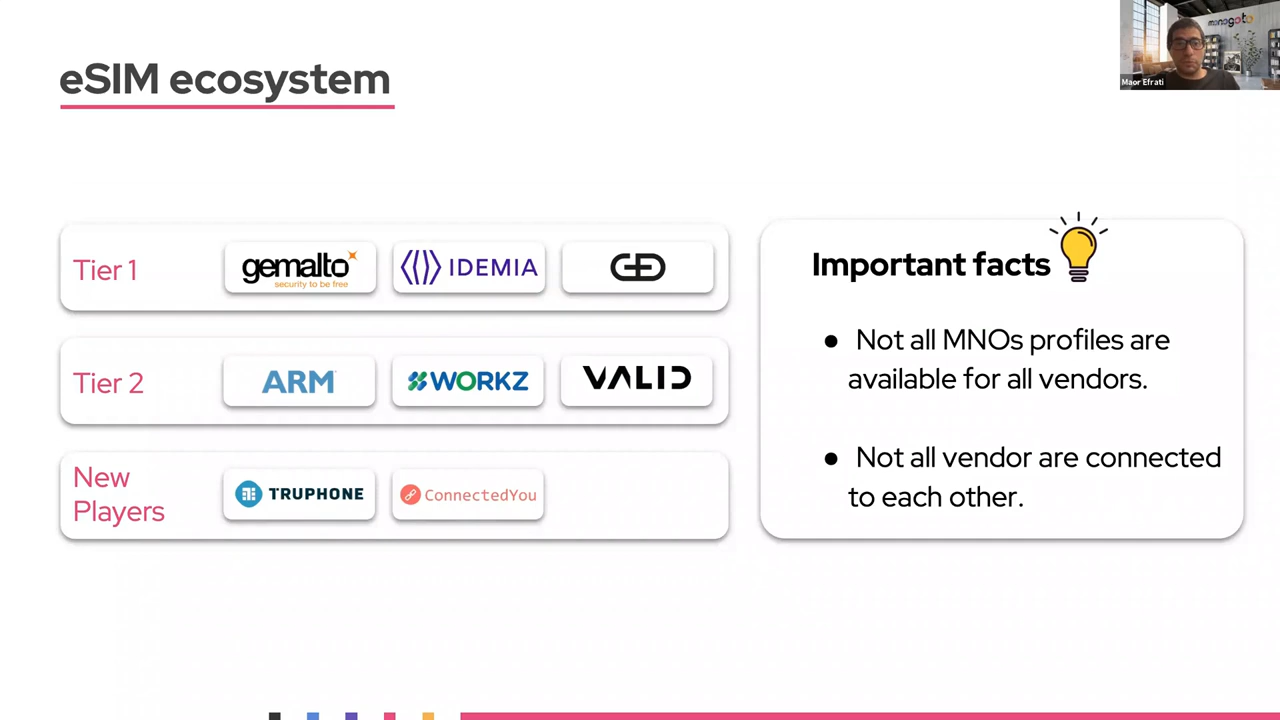 monogoto
Maor Efrati
eSIM ecosystem
Tier 1
gemalto
security to be free
IDEMIA
G+D
Tier 2
ARM
WORKZ
VALID
New
Players
TRUPHONE
ConnectedYou
Important facts
● Not all MNOs profiles are
available for all vendors.
● Not all vendor are connected
to each other.